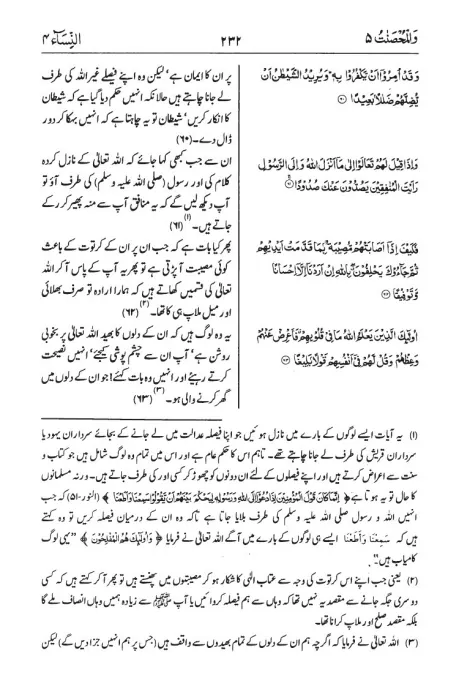 والمحصنت ۵
۲۳۲
النسآء ۴
وَقَدْ اُمِرُوْٓا اَنْ يَّكْفُرُوْا بِهٖ وَيُرِيْدُ الشَّيْطٰنُ اَنْ
يُّضِلَّهُمْ ضَلٰلًۢا بَعِيْدًا ۶۰
وَاِذَا قِيْلَ لَهُمْ تَعَالَوْا اِلٰى مَآ اَنْزَلَ اللّٰهُ وَاِلَى الرَّسُوْلِ
رَاَيْتَ الْمُنٰفِقِيْنَ يَصُدُّوْنَ عَنْكَ صُدُوْدًا ۶۱
فَكَيْفَ اِذَآ اَصَابَتْهُمْ مُّصِيْبَةٌۢ بِمَا قَدَّمَتْ اَيْدِيْهِمْ
ثُمَّ جَآءُوْكَ يَحْلِفُوْنَ بِاللّٰهِ اِنْ اَرَدْنَآ اِلَّآ اِحْسَانًا
وَّتَوْفِيْقًا ۶۲
اُولٰٓئِكَ الَّذِيْنَ يَعْلَمُ اللّٰهُ مَا فِيْ قُلُوْبِهِمْ فَاَعْرِضْ عَنْهُمْ
وَعِظْهُمْ وَقُلْ لَّهُمْ فِيْٓ اَنْفُسِهِمْ قَوْلًۢا بَلِيْغًا ۶۳
پر ان کا ایمان ہے‘ لیکن وہ اپنے فیصلے غیر اللہ کی طرف
لے جانا چاہتے ہیں حالانکہ انہیں حکم دیا گیا ہے کہ شیطان
کا انکار کریں‘ شیطان تو یہ چاہتا ہے کہ انہیں بہکا کر دور
ڈال دے۔ (۶۰)
ان سے جب کبھی کہا جائے کہ اللہ تعالیٰ کے نازل کردہ
کلام کی اور رسول (صلی اللہ علیہ وسلم) کی طرف آؤ تو
آپ دیکھ لیں گے کہ یہ منافق آپ سے منہ پھیر کر رکے
جاتے ہیں۔(۱) (۶۱)
پھر کیا بات ہے کہ جب ان پر ان کے کرتوت کے باعث
کوئی مصیبت آپڑتی ہے تو پھر یہ آپ کے پاس آکر اللہ
تعالیٰ کی قسمیں کھاتے ہیں کہ ہمارا ارادہ تو صرف بھلائی
اور میل ملاپ ہی کا تھا۔(۲) (۶۲)
یہ وہ لوگ ہیں کہ ان کے دلوں کا بھید اللہ تعالیٰ پر بخوبی
روشن ہے‘ آپ ان سے چشم پوشی کیجئے‘ انہیں نصیحت
کرتے رہئے اور انہیں وہ بات کہئے! جو ان کے دلوں میں
گھر کرنے والی ہو۔(۳) (۶۳)
(۱) یہ آیات ایسے لوگوں کے بارے میں نازل ہوئیں جو اپنا فیصلہ عدالت میں لے جانے کے بجائے سرداران یہود یا
سرداران قریش کی طرف لے جانا چاہتے تھے۔ تاہم اس کا حکم عام ہے اور اس میں تمام وہ لوگ شامل ہیں جو کتاب و
سنت سے اعراض کرتے ہیں اور اپنے فیصلوں کے لئے ان دونوں کو چھوڑ کر کسی اور کی طرف جاتے ہیں۔ ورنہ مسلمانوں
کا حال تو یہ ہوتا ہے ﴿ اِنَّمَا كَانَ قَوْلَ الْمُؤْمِنِيْنَ اِذَا دُعُوْٓا اِلَى اللّٰهِ وَرَسُوْلِهٖ لِيَحْكُمَ بَيْنَهُمْ اَنْ يَّقُوْلُوْا سَمِعْنَا وَاَطَعْنَا ﴾ (النور۔۵۱) کہ جب
انہیں اللہ و رسول صلی اللہ علیہ وسلم کی طرف بلایا جاتا ہے تاکہ وہ ان کے درمیان فیصلہ کریں تو وہ کہتے
ہیں کہ سَمِعْنَا وَاَطَعْنَا ایسے ہی لوگوں کے بارے میں آگے اللہ تعالیٰ نے فرمایا ﴿ وَاُولٰٓئِكَ هُمُ الْمُفْلِحُوْنَ ﴾ ”یہی لوگ
کامیاب ہیں“۔
(۲) یعنی جب اپنے اس کرتوت کی وجہ سے عتاب الٰہی کا شکار ہو کر مصیبتوں میں پھنستے ہیں تو پھر آکر کہتے ہیں کہ کسی
دوسری جگہ جانے سے مقصد یہ نہیں تھا کہ وہاں سے ہم فیصلہ کروائیں یا آپ ﷺ سے زیادہ ہمیں وہاں انصاف ملے گا
بلکہ مقصد صلح اور ملاپ کرانا تھا۔
(۳) اللہ تعالیٰ نے فرمایا کہ اگرچہ ہم ان کے دلوں کے تمام بھیدوں سے واقف ہیں (جس پر ہم انہیں جزا دیں گے) لیکن